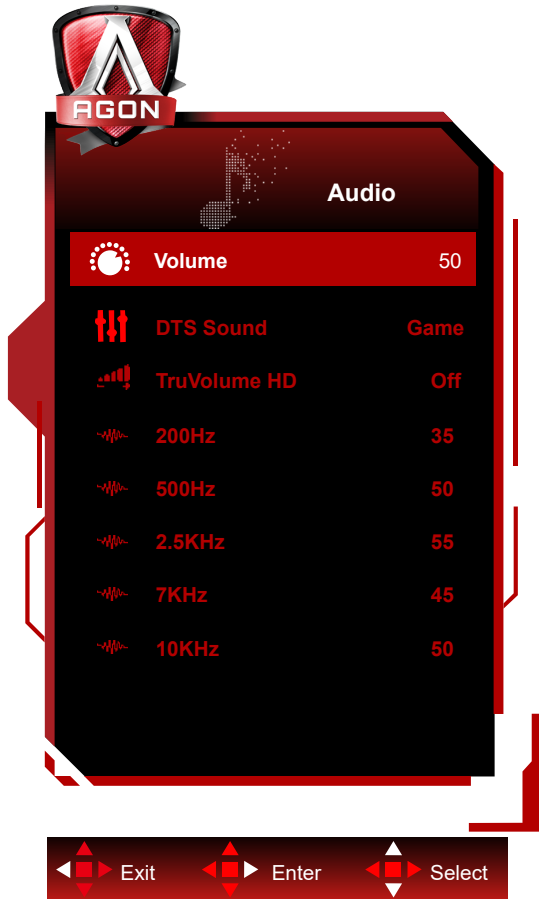 AGON
Audio
Volume 50
DTS Sound Game
TruVolume HD Off
200Hz 35
500Hz 50
2.5KHz 55
7KHz 45
10KHz 50
Exit Enter Select